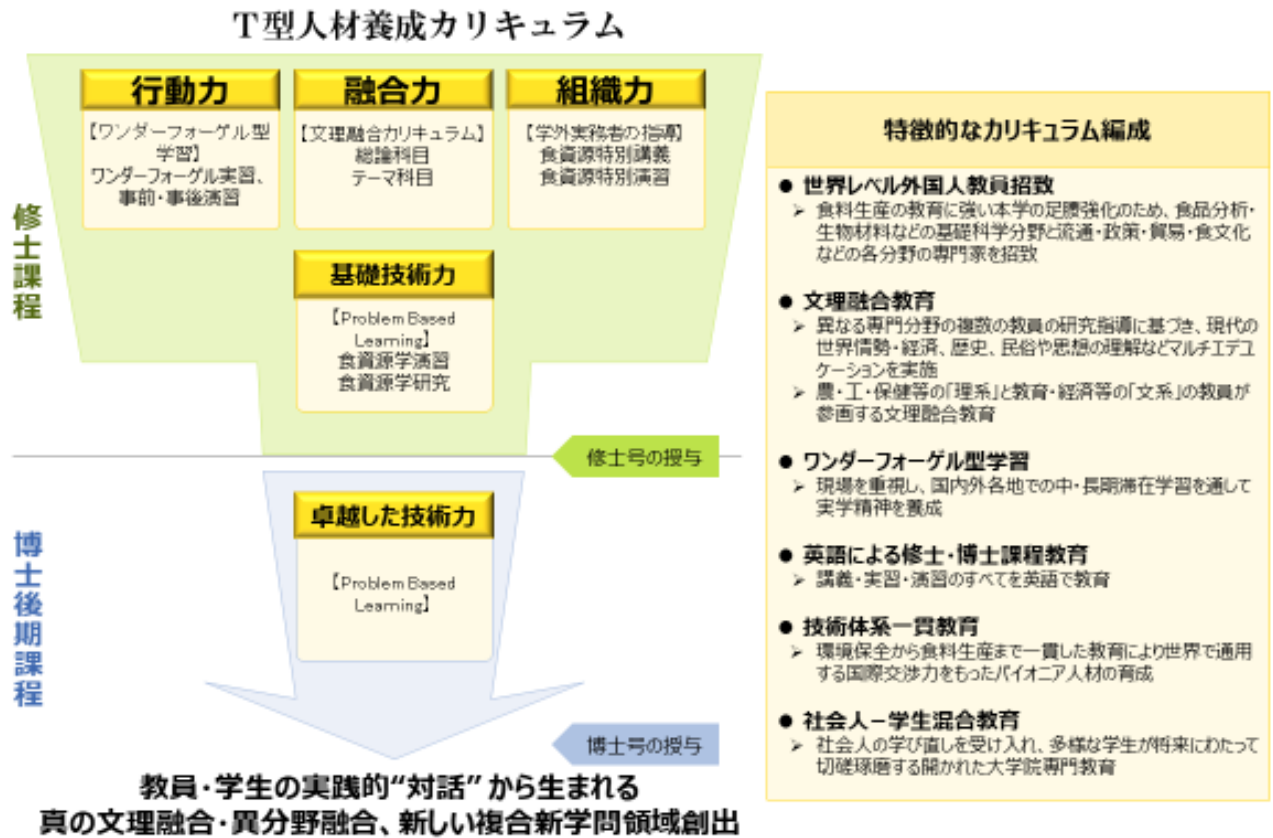 T型人材養成カリキュラム
修士課程
行動力
【ワンダーフォーゲル型
学習】
ワンダーフォーゲル実習、
事前・事後演習
融合力
【文理融合カリキュラム】
総論科目
テーマ科目
組織力
【学外実務者の指導】
食資源特別講義
食資源特別演習
基礎技術力
【Problem Based
Learning】
食資源学演習
食資源学研究
修士号の授与
博士後期課程
卓越した技術力
【Problem Based
Learning】
博士号の授与
教員・学生の実践的“対話”から生まれる
真の文理融合・異分野融合、新しい複合新学問領域創出
特徴的なカリキュラム編成
● 世界レベル外国人教員招致
➢ 食料生産の教育に強い本学の足腰強化のため、食品分析・
生物材料などの基礎科学分野と流通・政策・貿易・食文化
などの各分野の専門家を招致
● 文理融合教育
➢ 異なる専門分野の複数の教員の研究指導に基づき、現代の
世界情勢・経済、歴史、民俗や思想の理解などマルチエデュ
ケーションを実施
➢ 農・工・保健等の「理系」と教育・経済等の「文系」の教員が
参画する文理融合教育
● ワンダーフォーゲル型学習
➢ 現場を重視し、国内外各地での中・長期滞在学習を通して
実学精神を養成
● 英語による修士・博士課程教育
➢ 講義・実習・演習のすべてを英語で教育
● 技術体系一貫教育
➢ 環境保全から食料生産まで一貫した教育により世界で通用
する国際交渉力をもったパイオニア人材の育成
● 社会人－学生混合教育
➢ 社会人の学び直しを受け入れ、多様な学生が将来にわたって
切磋琢磨する開かれた大学院専門教育